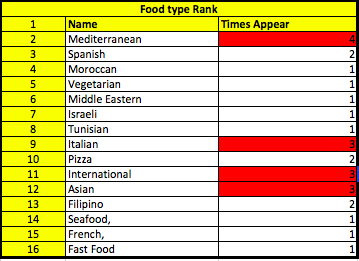 Food type Rank
1 Name Times Appear
2 Mediterranean 4
3 Spanish 2
4 Moroccan 1
5 Vegetarian 1
6 Middle Eastern 1
7 Israeli 1
8 Tunisian 1
9 Italian 3
10 Pizza 2
11 International 3
12 Asian 3
13 Filipino 2
14 Seafood, 1
15 French, 1
16 Fast Food 1